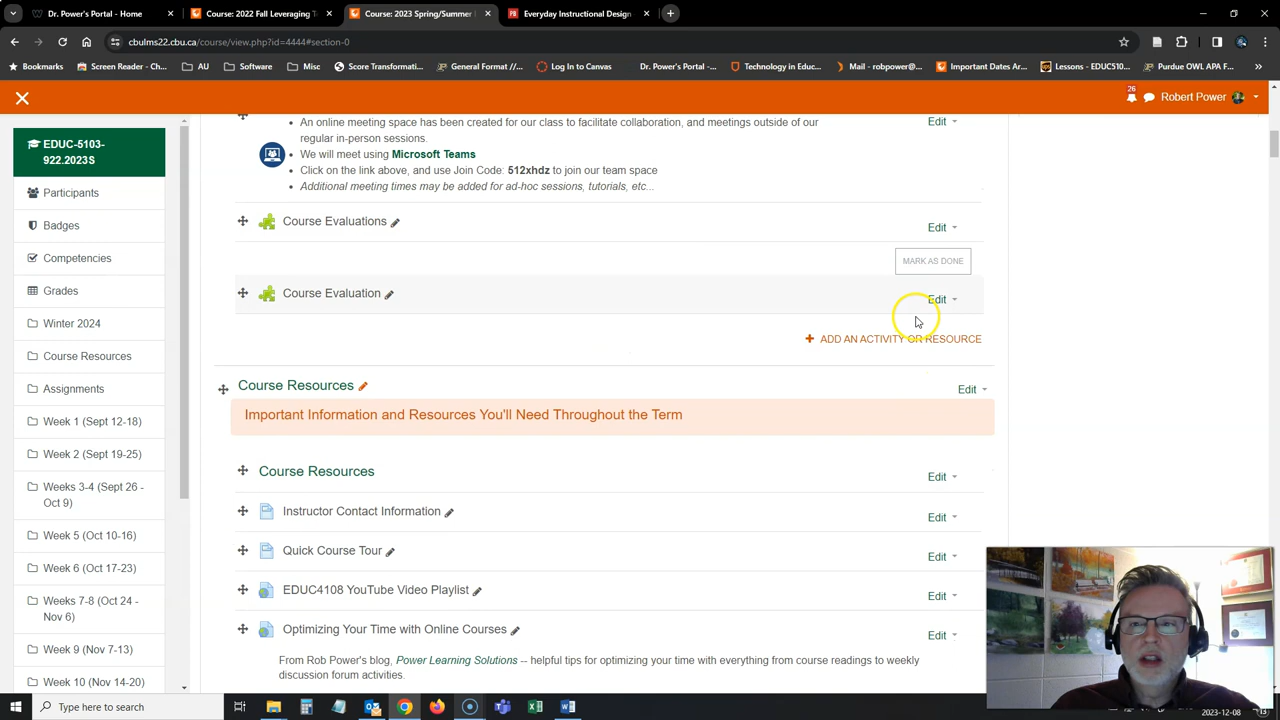 Dr. Power's Portal - Home
Course: 2022 Fall Leveraging T
Course: 2023 Spring/Summer
Everyday Instructional Design
cbulms22.cbu.ca/course/view.php?id=4444#section-0
Bookmarks
Screen Reader - Ch...
AU
Software
Misc
Score Transformati...
General Format //...
Log In to Canvas
Dr. Power's Portal -...
Technology in Educ...
Mail - robpower@...
Important Dates Ar...
Lessons - EDUC510...
Purdue OWL APA F...
26
Robert Power
EDUC-5103-
922.2023S
Participants
Badges
Competencies
Grades
Winter 2024
Course Resources
Assignments
Week 1 (Sept 12-18)
Week 2 (Sept 19-25)
Weeks 3-4 (Sept 26 -
Oct 9)
Week 5 (Oct 10-16)
Week 6 (Oct 17-23)
Weeks 7-8 (Oct 24 -
Nov 6)
Week 9 (Nov 7-13)
Week 10 (Nov 14-20)
An online meeting space has been created for our class to facilitate collaboration, and meetings outside of our
regular in-person sessions.
Edit
We will meet using Microsoft Teams
Click on the link above, and use Join Code: 512xhdz to join our team space
Additional meeting times may be added for ad-hoc sessions, tutorials, etc...
Course Evaluations
Edit
MARK AS DONE
Course Evaluation
Edit
ADD AN ACTIVITY OR RESOURCE
Course Resources
Edit
Important Information and Resources You'll Need Throughout the Term
Course Resources
Edit
Instructor Contact Information
Edit
Quick Course Tour
Edit
EDUC4108 YouTube Video Playlist
Edit
Optimizing Your Time with Online Courses
Edit
From Rob Power's blog, Power Learning Solutions -- helpful tips for optimizing your time with everything from course readings to weekly
discussion forum activities.
Type here to search
2023-12-08